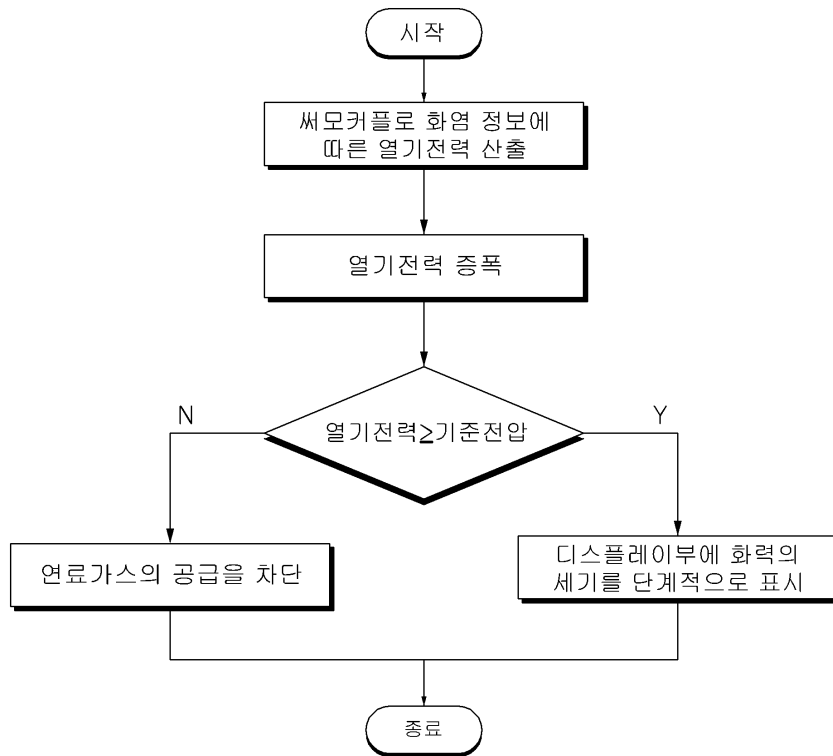 시작
써모커플로 화염 정보에
따른 열기전력 산출
열기전력 증폭
열기전력≥기준전압
N
Y
연료가스의 공급을 차단
디스플레이부에 화력의
세기를 단계적으로 표시
종료